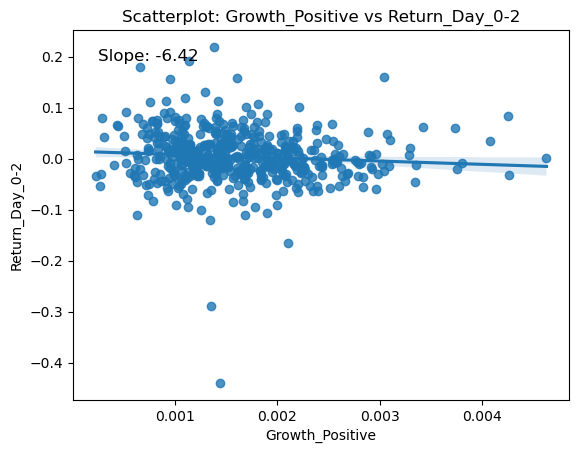 Scatterplot: Growth_Positive vs Return_Day_0-2
Slope: -6.42
Return_Day_0-2
0.2
0.1
0.0
−0.1
−0.2
−0.3
−0.4
0.001
0.002
0.003
0.004
Growth_Positive